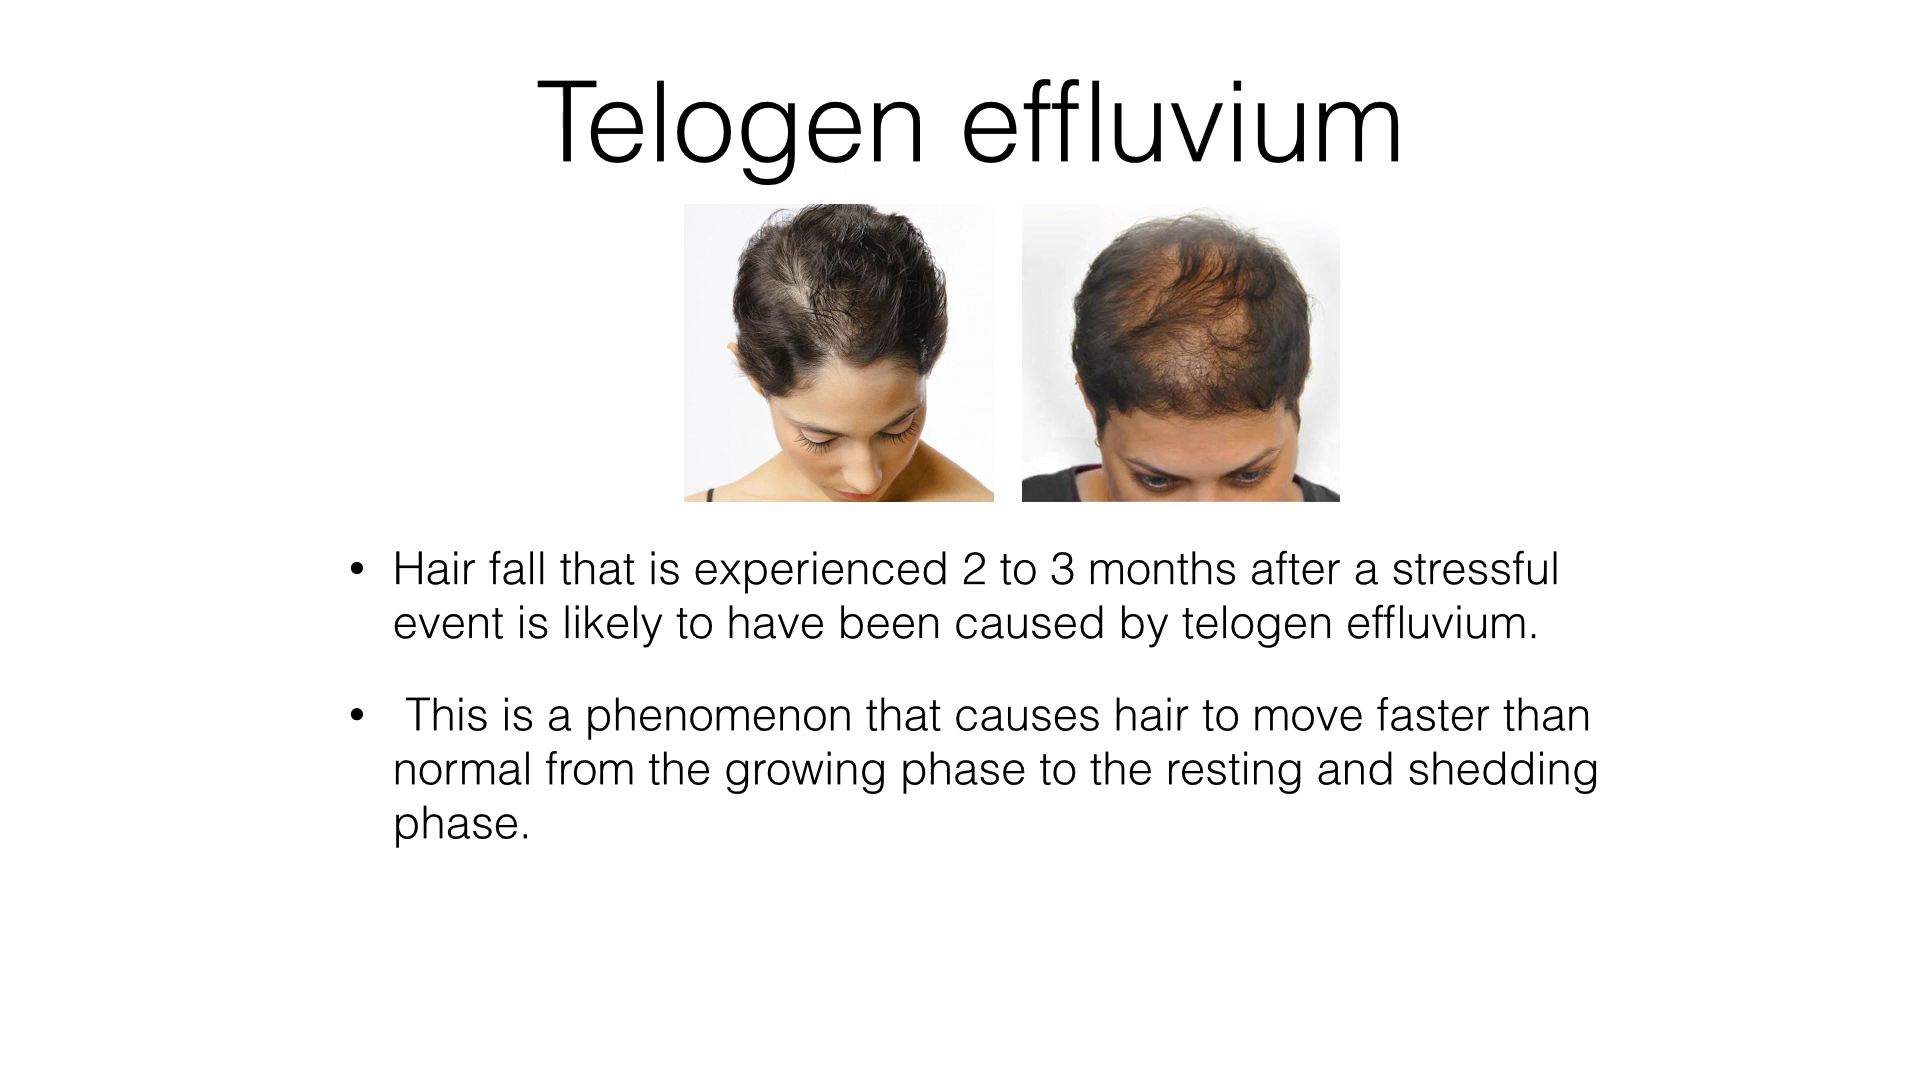 Telogen effluvium
• Hair fall that is experienced 2 to 3 months after a stressful
event is likely to have been caused by telogen effluvium.
• This is a phenomenon that causes hair to move faster than
normal from the growing phase to the resting and shedding
phase.